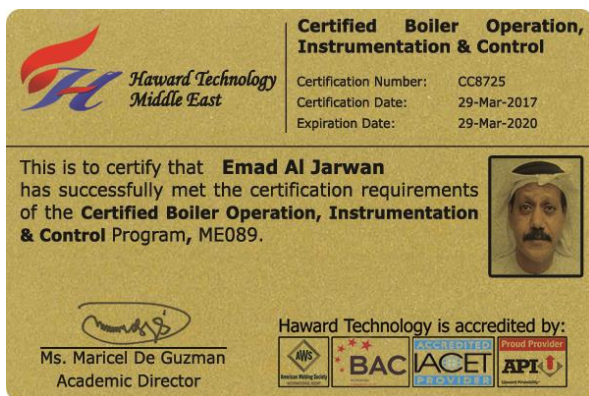 Haward Technology
Middle East
Certified Boiler Operation,
Instrumentation & Control
Certification Number: CC8725
Certification Date: 29-Mar-2017
Expiration Date: 29-Mar-2020
This is to certify that Emad Al Jarwan
has successfully met the certification requirements
of the Certified Boiler Operation, Instrumentation
& Control Program, ME089.
Ms. Maricel De Guzman
Academic Director
Haward Technology is accredited by:
AWS
American Welding Society
BAC
ACCREDITED
IACET
PROVIDER
Proud Provider
API